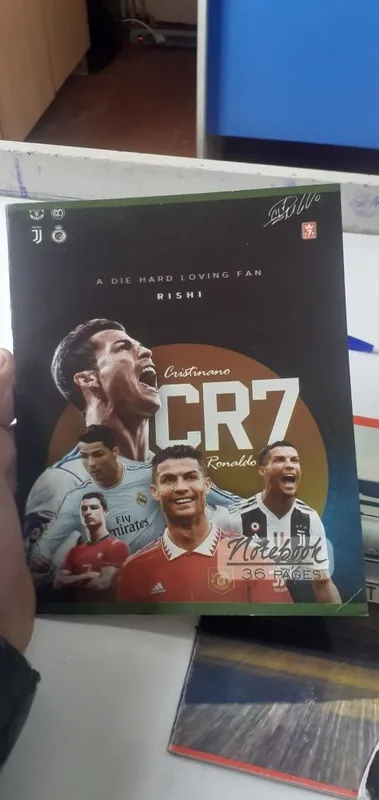 A DIE HARD LOVING FAN
RISHI
Cristinano
CR7
Ronaldo
Fly
Emirates
Notebook
36 PAGES